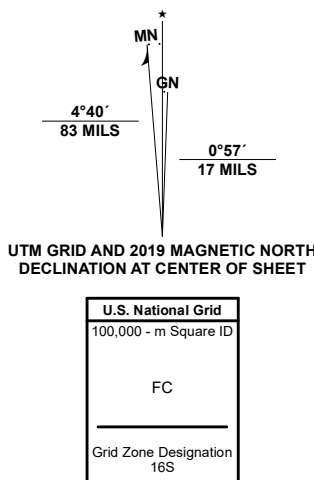 ★
MN
GN
4°40´
83 MILS
0°57´
17 MILS
UTM GRID AND 2019 MAGNETIC NORTH
DECLINATION AT CENTER OF SHEET
U.S. National Grid
100,000 - m Square ID
FC
Grid Zone Designation
16S